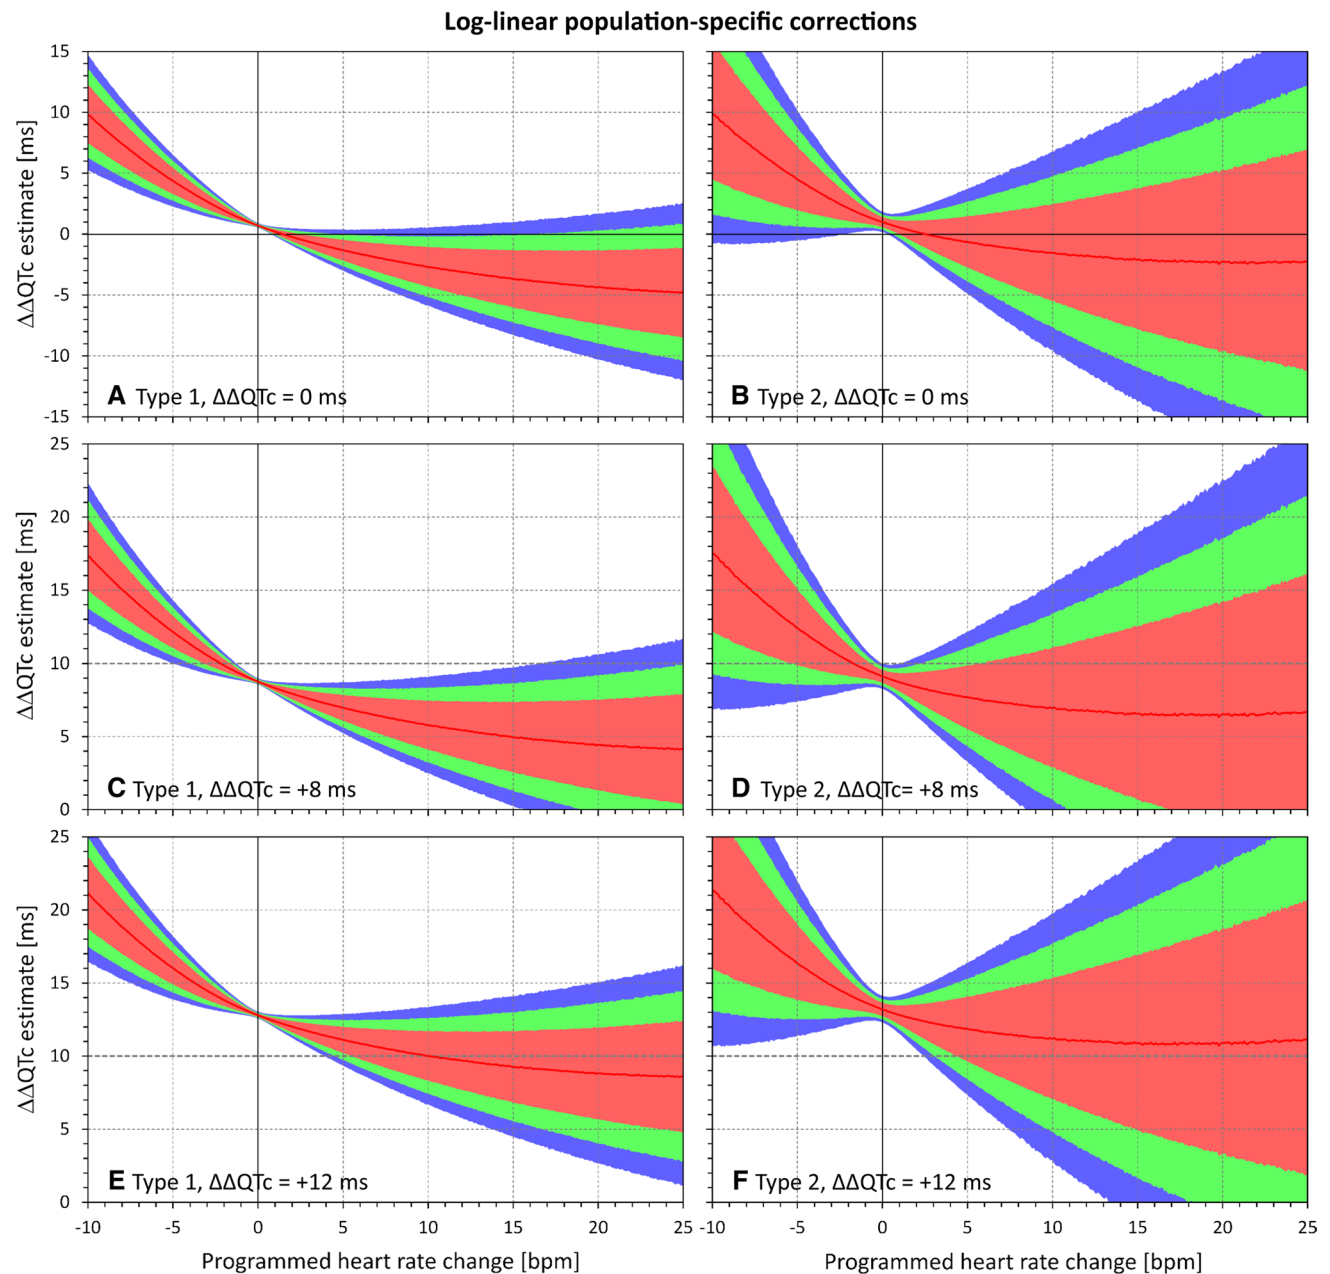 Log-linear population-specific corrections
ΔΔQTc estimate [ms]
15
10
5
0
-5
-10
-15
A Type 1, ΔΔQTc = 0 ms
B Type 2, ΔΔQTc = 0 ms
ΔΔQTc estimate [ms]
25
20
15
10
5
0
C Type 1, ΔΔQTc = +8 ms
D Type 2, ΔΔQTc= +8 ms
ΔΔQTc estimate [ms]
25
20
15
10
5
0
E Type 1, ΔΔQTc = +12 ms
F Type 2, ΔΔQTc = +12 ms
-10 -5 0 5 10 15 20 25
-10 -5 0 5 10 15 20 25
Programmed heart rate change [bpm]
Programmed heart rate change [bpm]